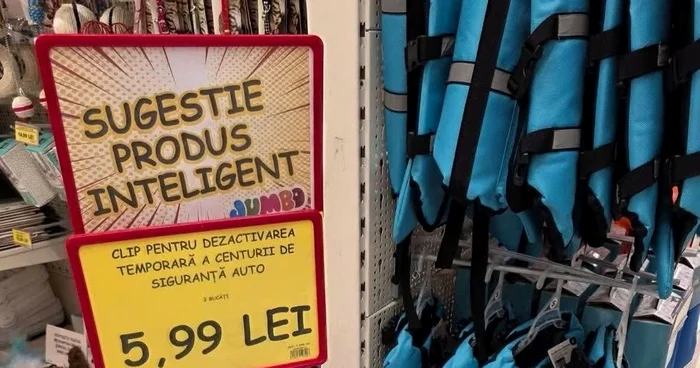 SUGESTIE
PRODUS
INTELIGENT
JUMBO
CLIP PENTRU DEZACTIVAREA
TEMPORARĂ A CENTURII DE
SIGURANȚĂ AUTO
2 BUCĂȚI
5,99 LEI